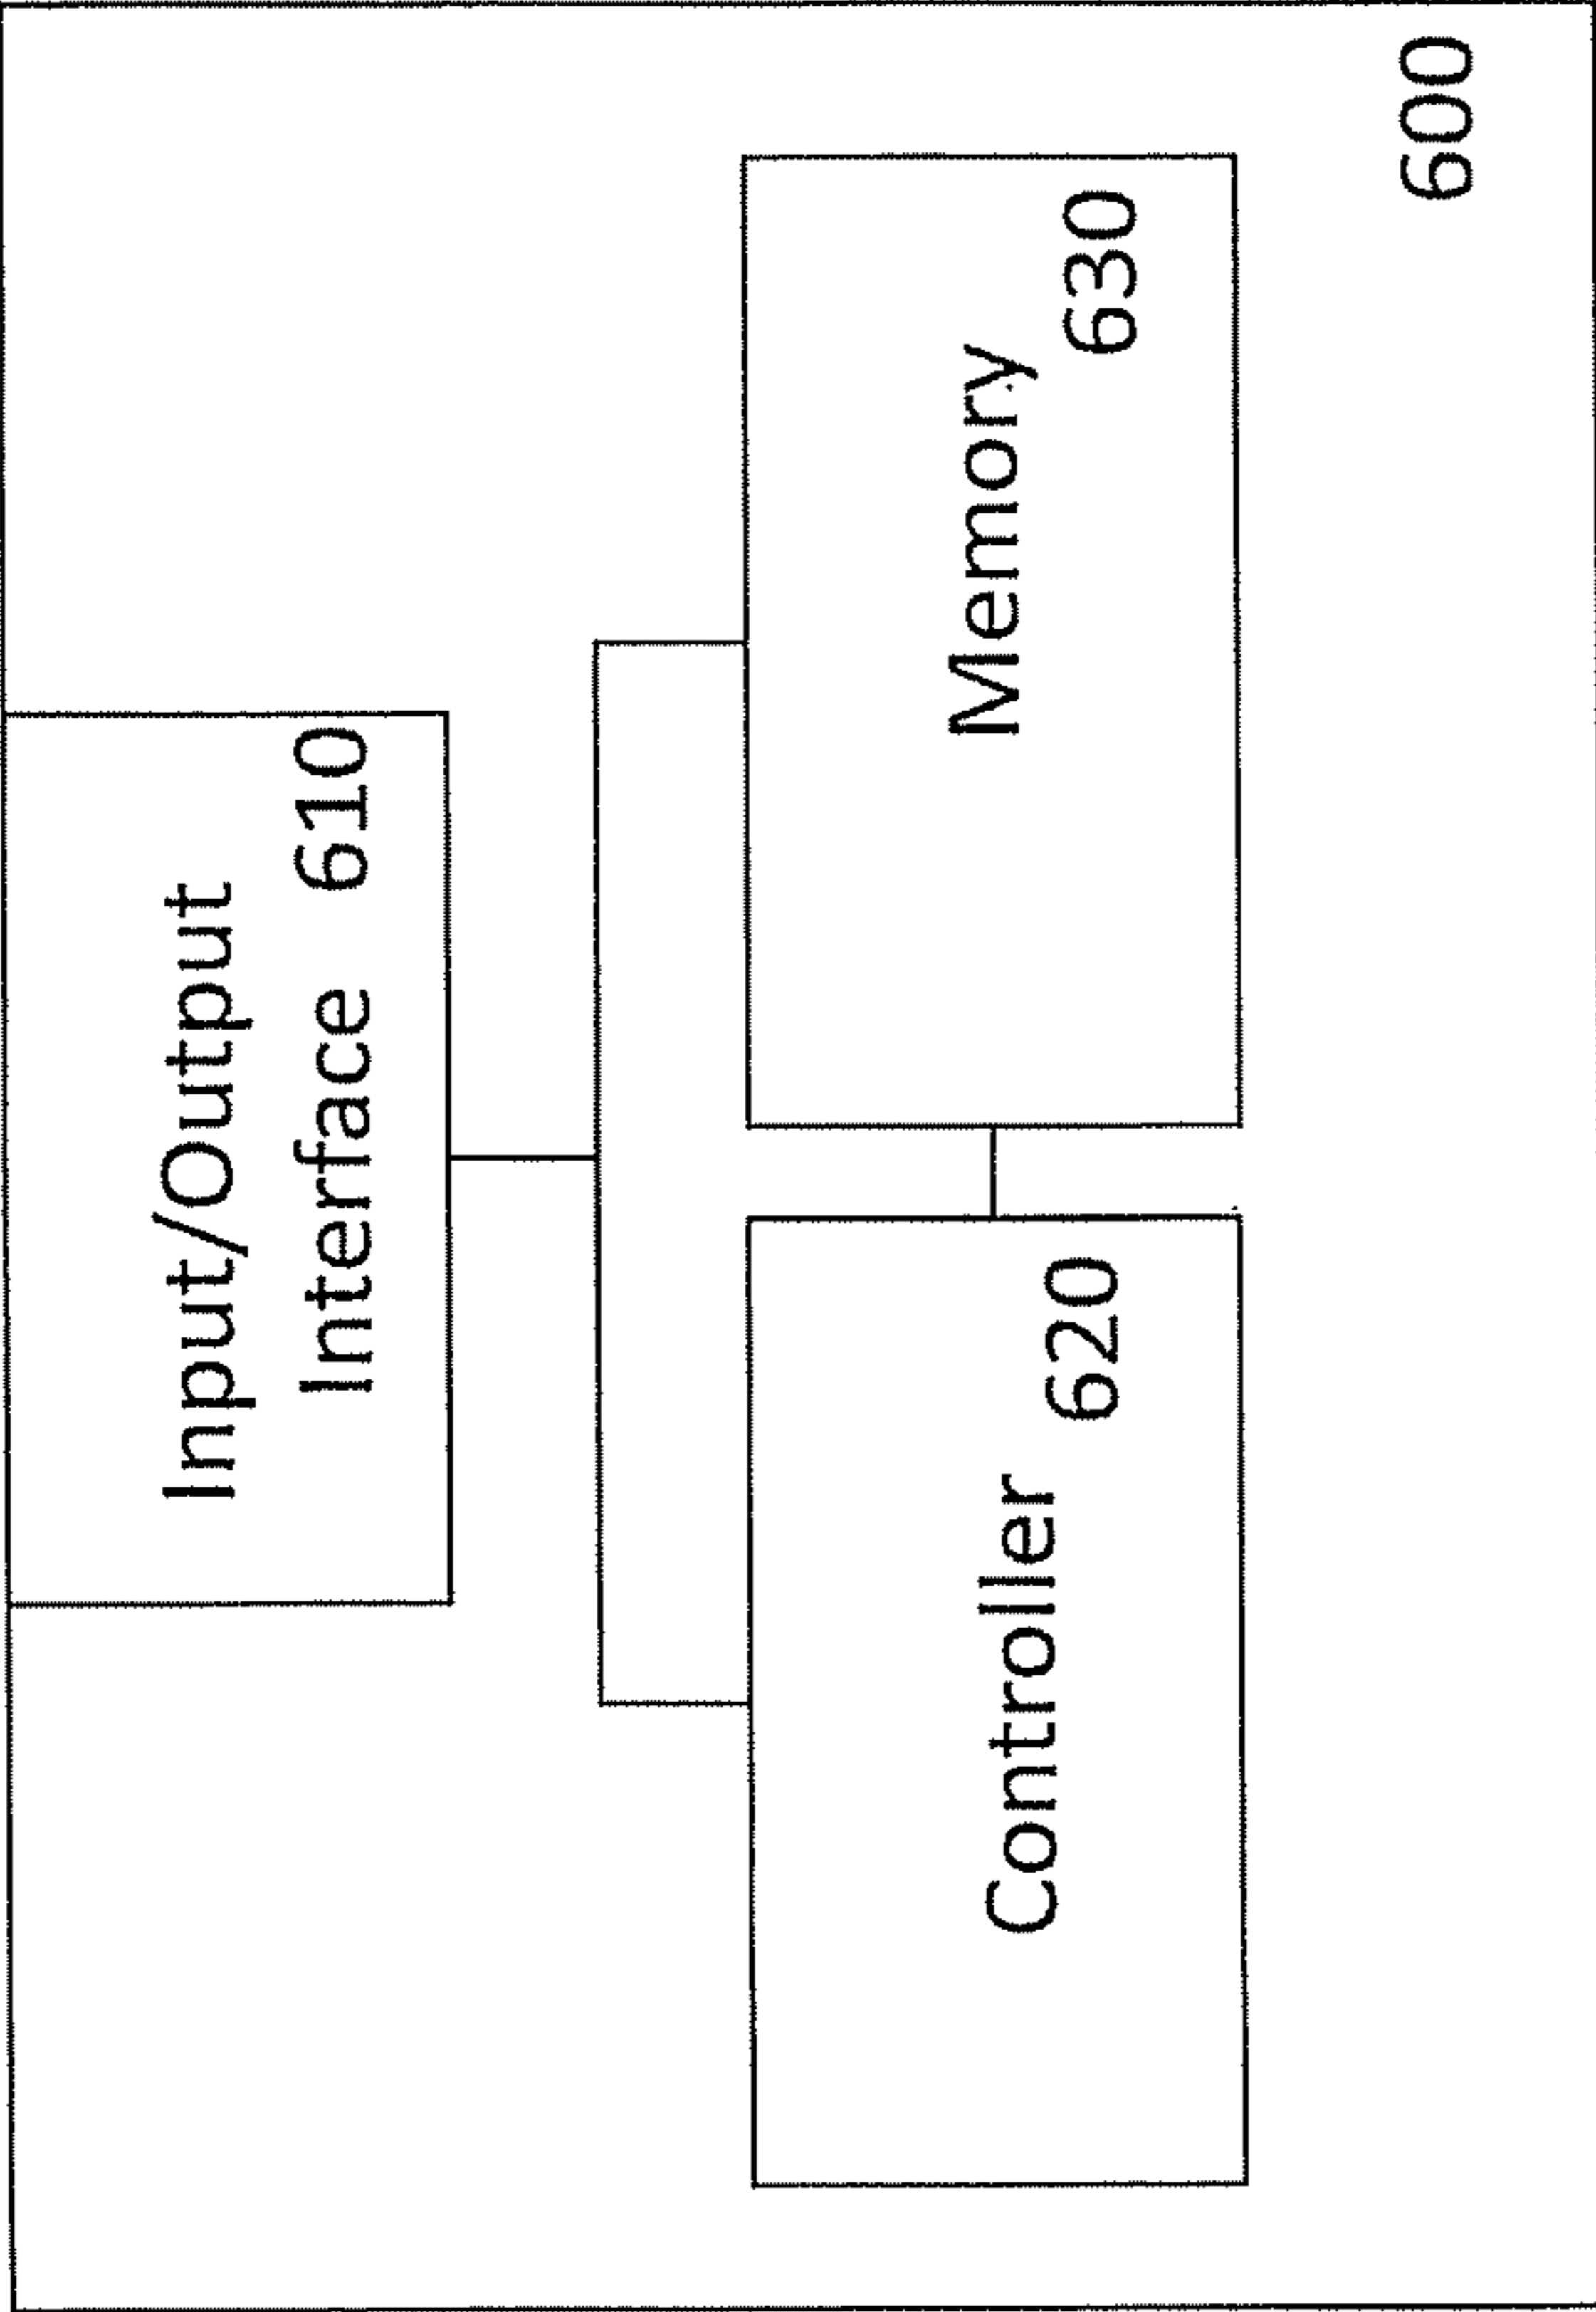 Input/Output
Interface 610
Controller 620
Memory
630
600